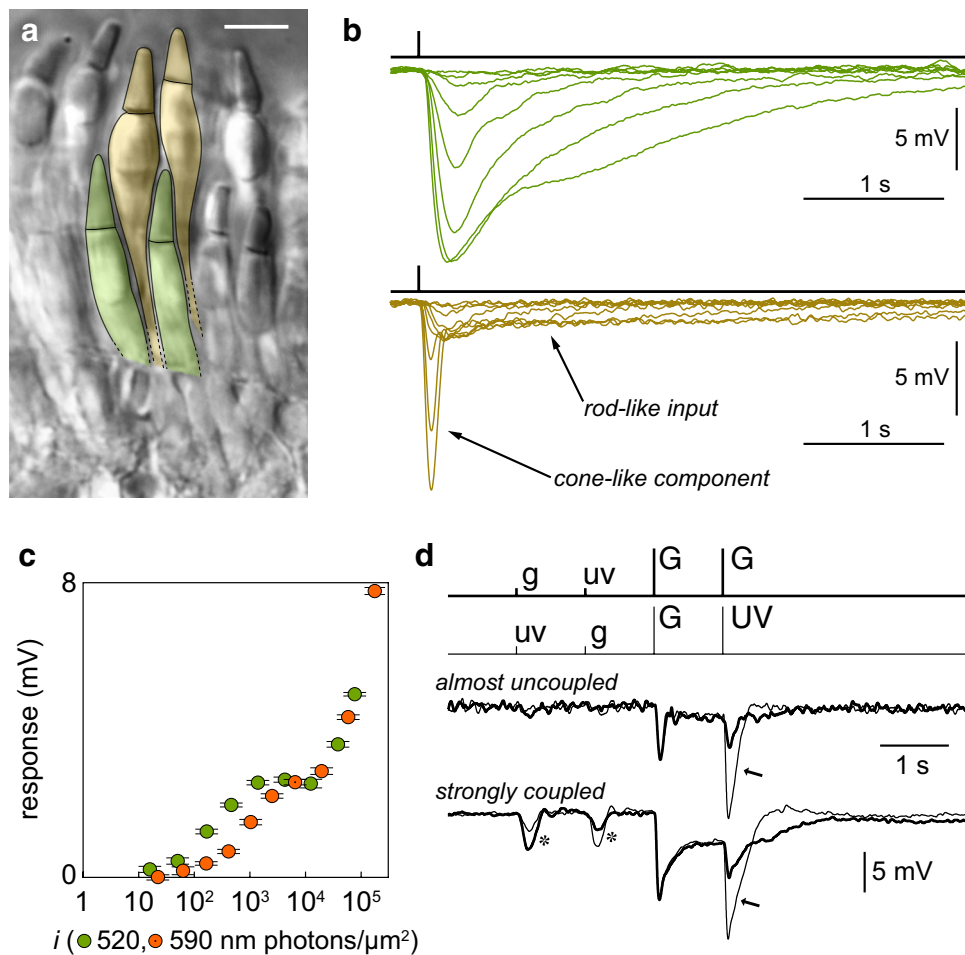 a
b
5 mV
1 s
5 mV
rod-like input
1 s
cone-like component
c
8
response (mV)
0
1 10 10² 10³ 10⁴ 10⁵
i ( 520, 590 nm photons/µm²)
d
g uv G G
uv g G UV
almost uncoupled
1 s
strongly coupled
* *
5 mV